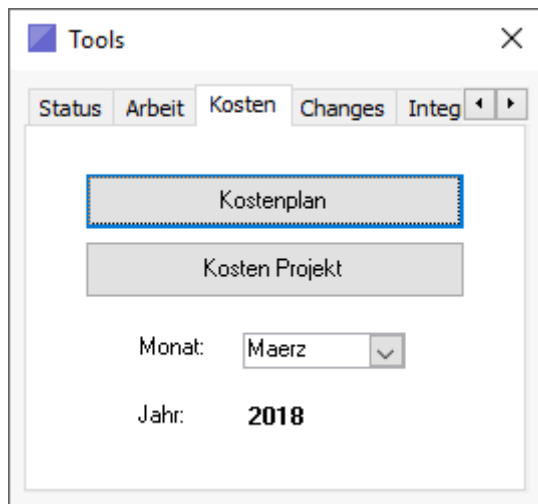 Tools
Status Arbeit Kosten Changes Integ
Kostenplan
Kosten Projekt
Monat: Maerz
Jahr: 2018